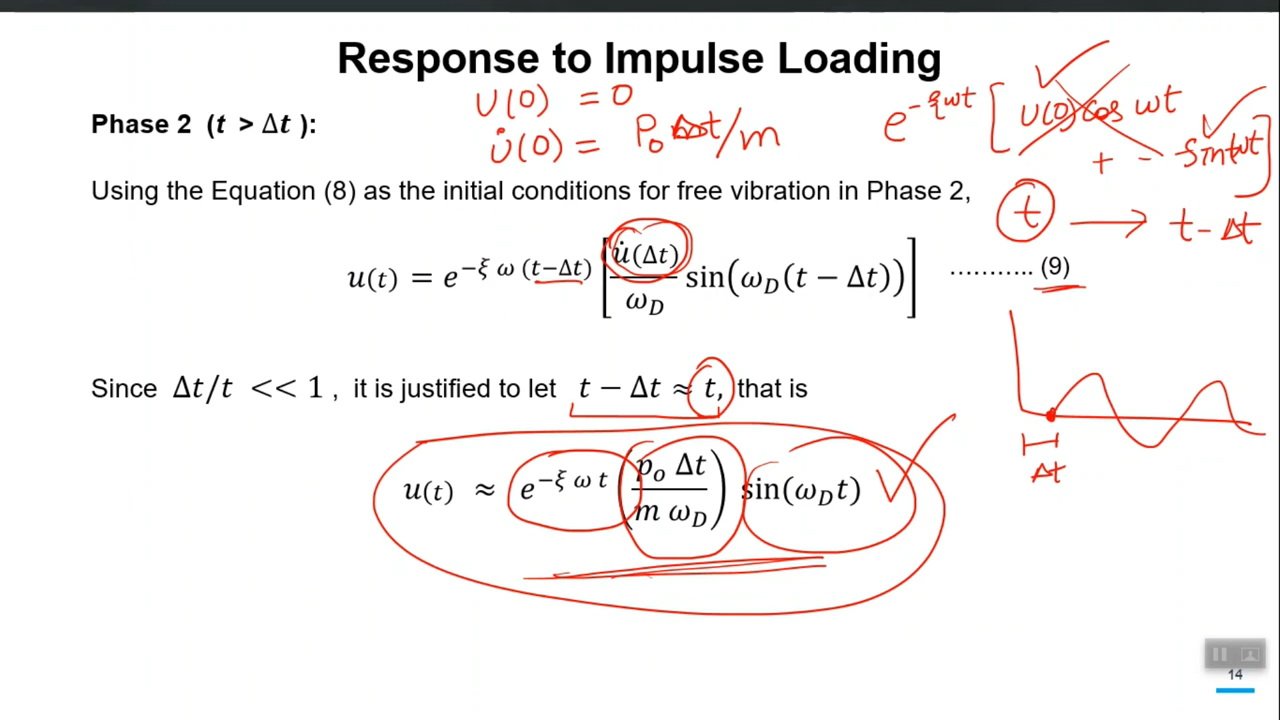 Response to Impulse Loading
U(0) = 0
Phase 2 (t > Δt ):
U̇(0) = P₀ Δt/m
e^{-ξωt} [ U(0) cos ωt
+ - sin ωt ]
Using the Equation (8) as the initial conditions for free vibration in Phase 2,
t → t - Δt
u(t) = e^{−ξ ω (t−Δt)} [ u̇(Δt)/ω_D sin(ω_D(t − Δt)) ] ........... (9)
Since Δt/t << 1 , it is justified to let t − Δt ≈ t, that is
Δt
u(t) ≈ e^{−ξ ω t} ( p_o Δt / m ω_D ) sin(ω_D t)
14